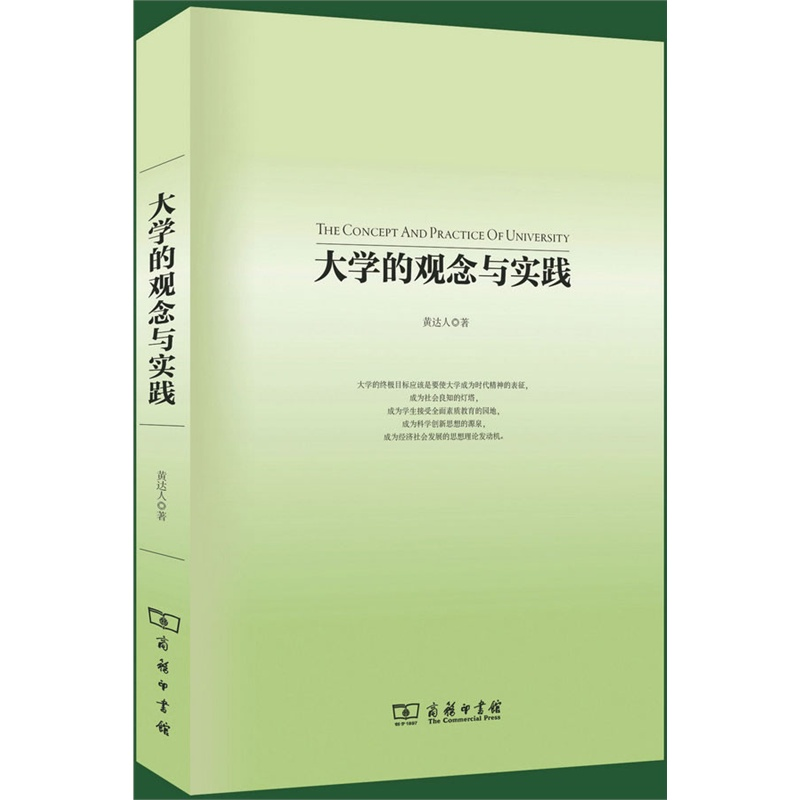 大学的观念与实践
黄达人◎著
商务印书馆
THE CONCEPT AND PRACTICE OF UNIVERSITY
大学的观念与实践
黄达人◎著
大学的终极目标应该是要使大学成为时代精神的表征，
成为社会良知的灯塔，
成为学生接受全面素质教育的园地，
成为科学创新思想的源泉，
成为经济社会发展的思想理论发动机。
W·P·1897
商务印書館
The Commercial Press